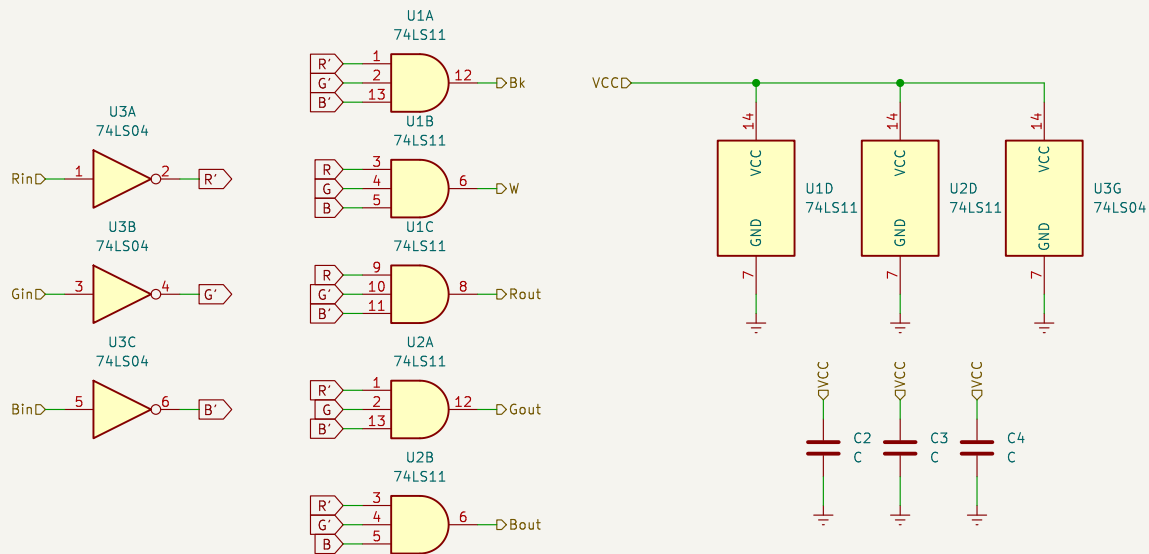 U1A
74LS11
R'
1
G'
2
B'
13
12
Bk
U1B
74LS11
R
3
G
4
B
5
6
W
U1C
74LS11
R
9
G'
10
B'
11
8
Rout
U2A
74LS11
R'
1
G
2
B'
13
12
Gout
U2B
74LS11
R'
3
G'
4
B
5
6
Bout
U3A
74LS04
Rin
1
2
R'
U3B
74LS04
Gin
3
4
G'
U3C
74LS04
Bin
5
6
B'
VCC
14
VCC
GND
7
U1D
74LS11
14
VCC
GND
7
U2D
74LS11
14
VCC
GND
7
U3G
74LS04
VCC
C2
C
VCC
C3
C
VCC
C4
C